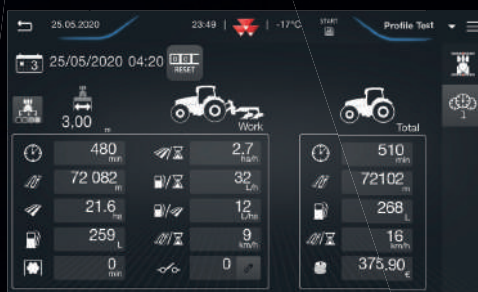 25.05.2020 23:49 -17°C START Profile Test
3 25/05/2020 04:20 RESET
3,00 m Work Total
480 min 2.7 ha/h 510 min
72 082 m 32 L/h 72102 m
21.6 ha 12 L/ha 268 L
259 L 9 km/h 16 km/h
0 min 0 375.90 €